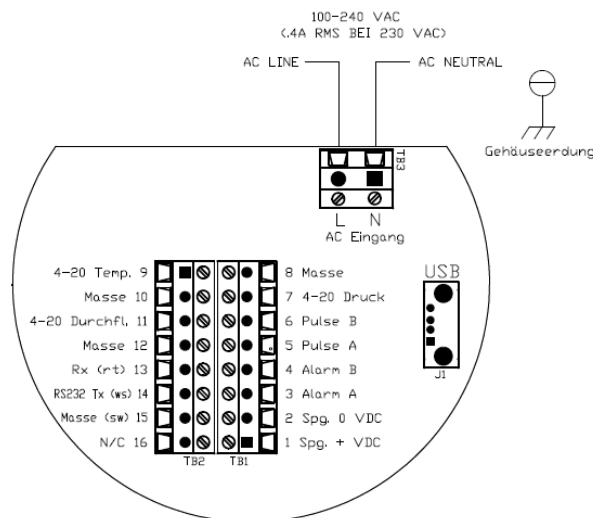 100-240 VAC
(.4A RMS BEI 230 VAC)
AC LINE
AC NEUTRAL
Gehäuseerdung
TB3
L N
AC Eingang
4-20 Temp. 9
Masse 10
4-20 Durchfl. 11
Masse 12
Rx (rt) 13
RS232 Tx (ws) 14
Masse (sw) 15
N/C 16
TB2
TB1
8 Masse
7 4-20 Druck
6 Pulse B
5 Pulse A
4 Alarm B
3 Alarm A
2 Spg. 0 VDC
1 Spg. + VDC
USB
J1